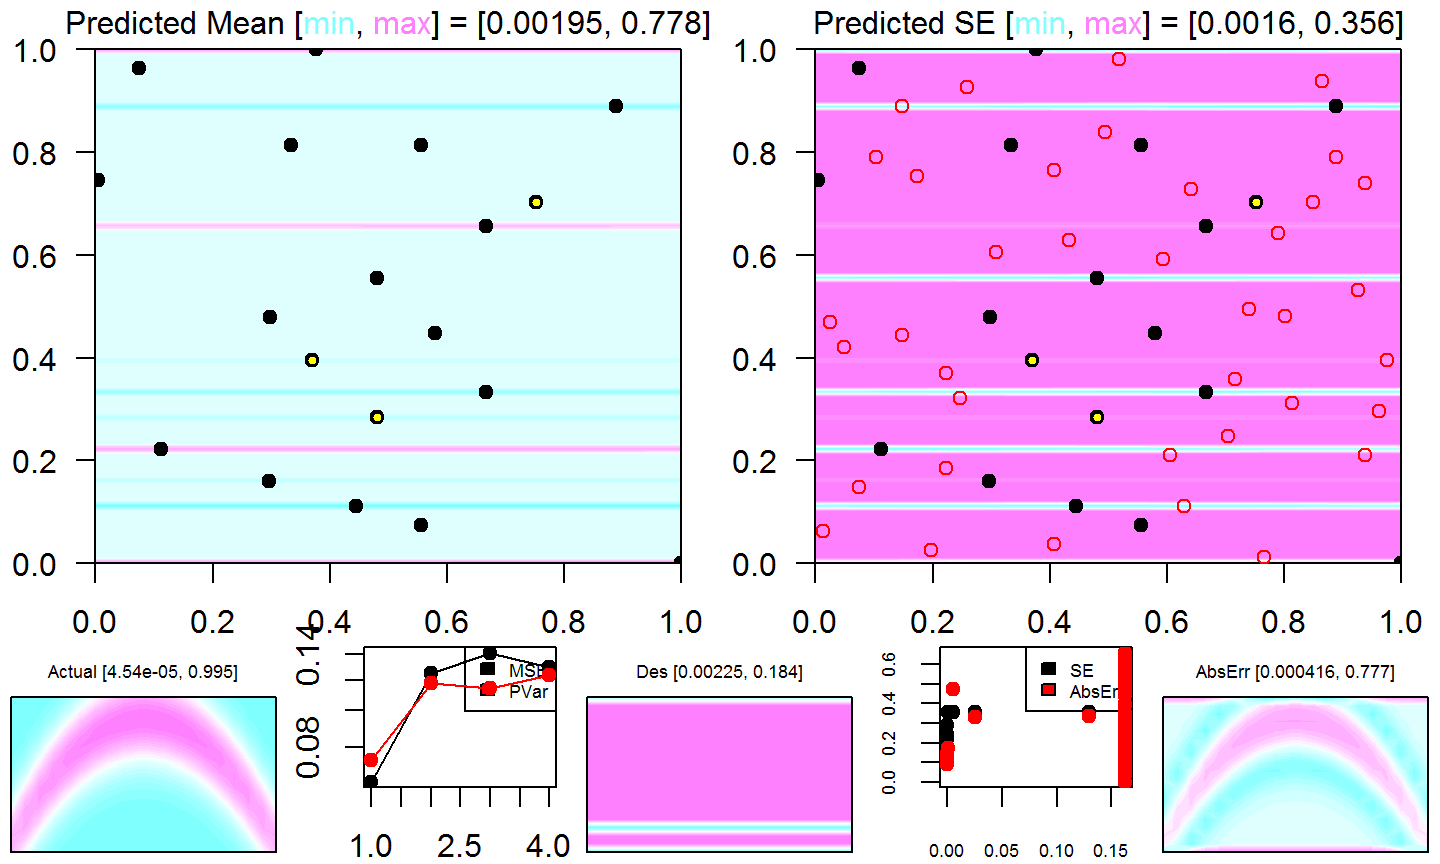 Predicted Mean [min, max] = [0.00195, 0.778]
1.0
0.8
0.6
0.4
0.2
0.0
0.0 0.2 0.4 0.6 0.8 1.0
Predicted SE [min, max] = [0.0016, 0.356]
1.0
0.8
0.6
0.4
0.2
0.0
0.0 0.2 0.4 0.6 0.8 1.0
Actual [4.54e-05, 0.995]
0.14
0.08
MSE
PVar
1.0 2.5 4.0
Des [0.00225, 0.184]
0.6
0.4
0.2
0.0
SE
AbsErr
0.00 0.05 0.10 0.15
AbsErr [0.000416, 0.777]